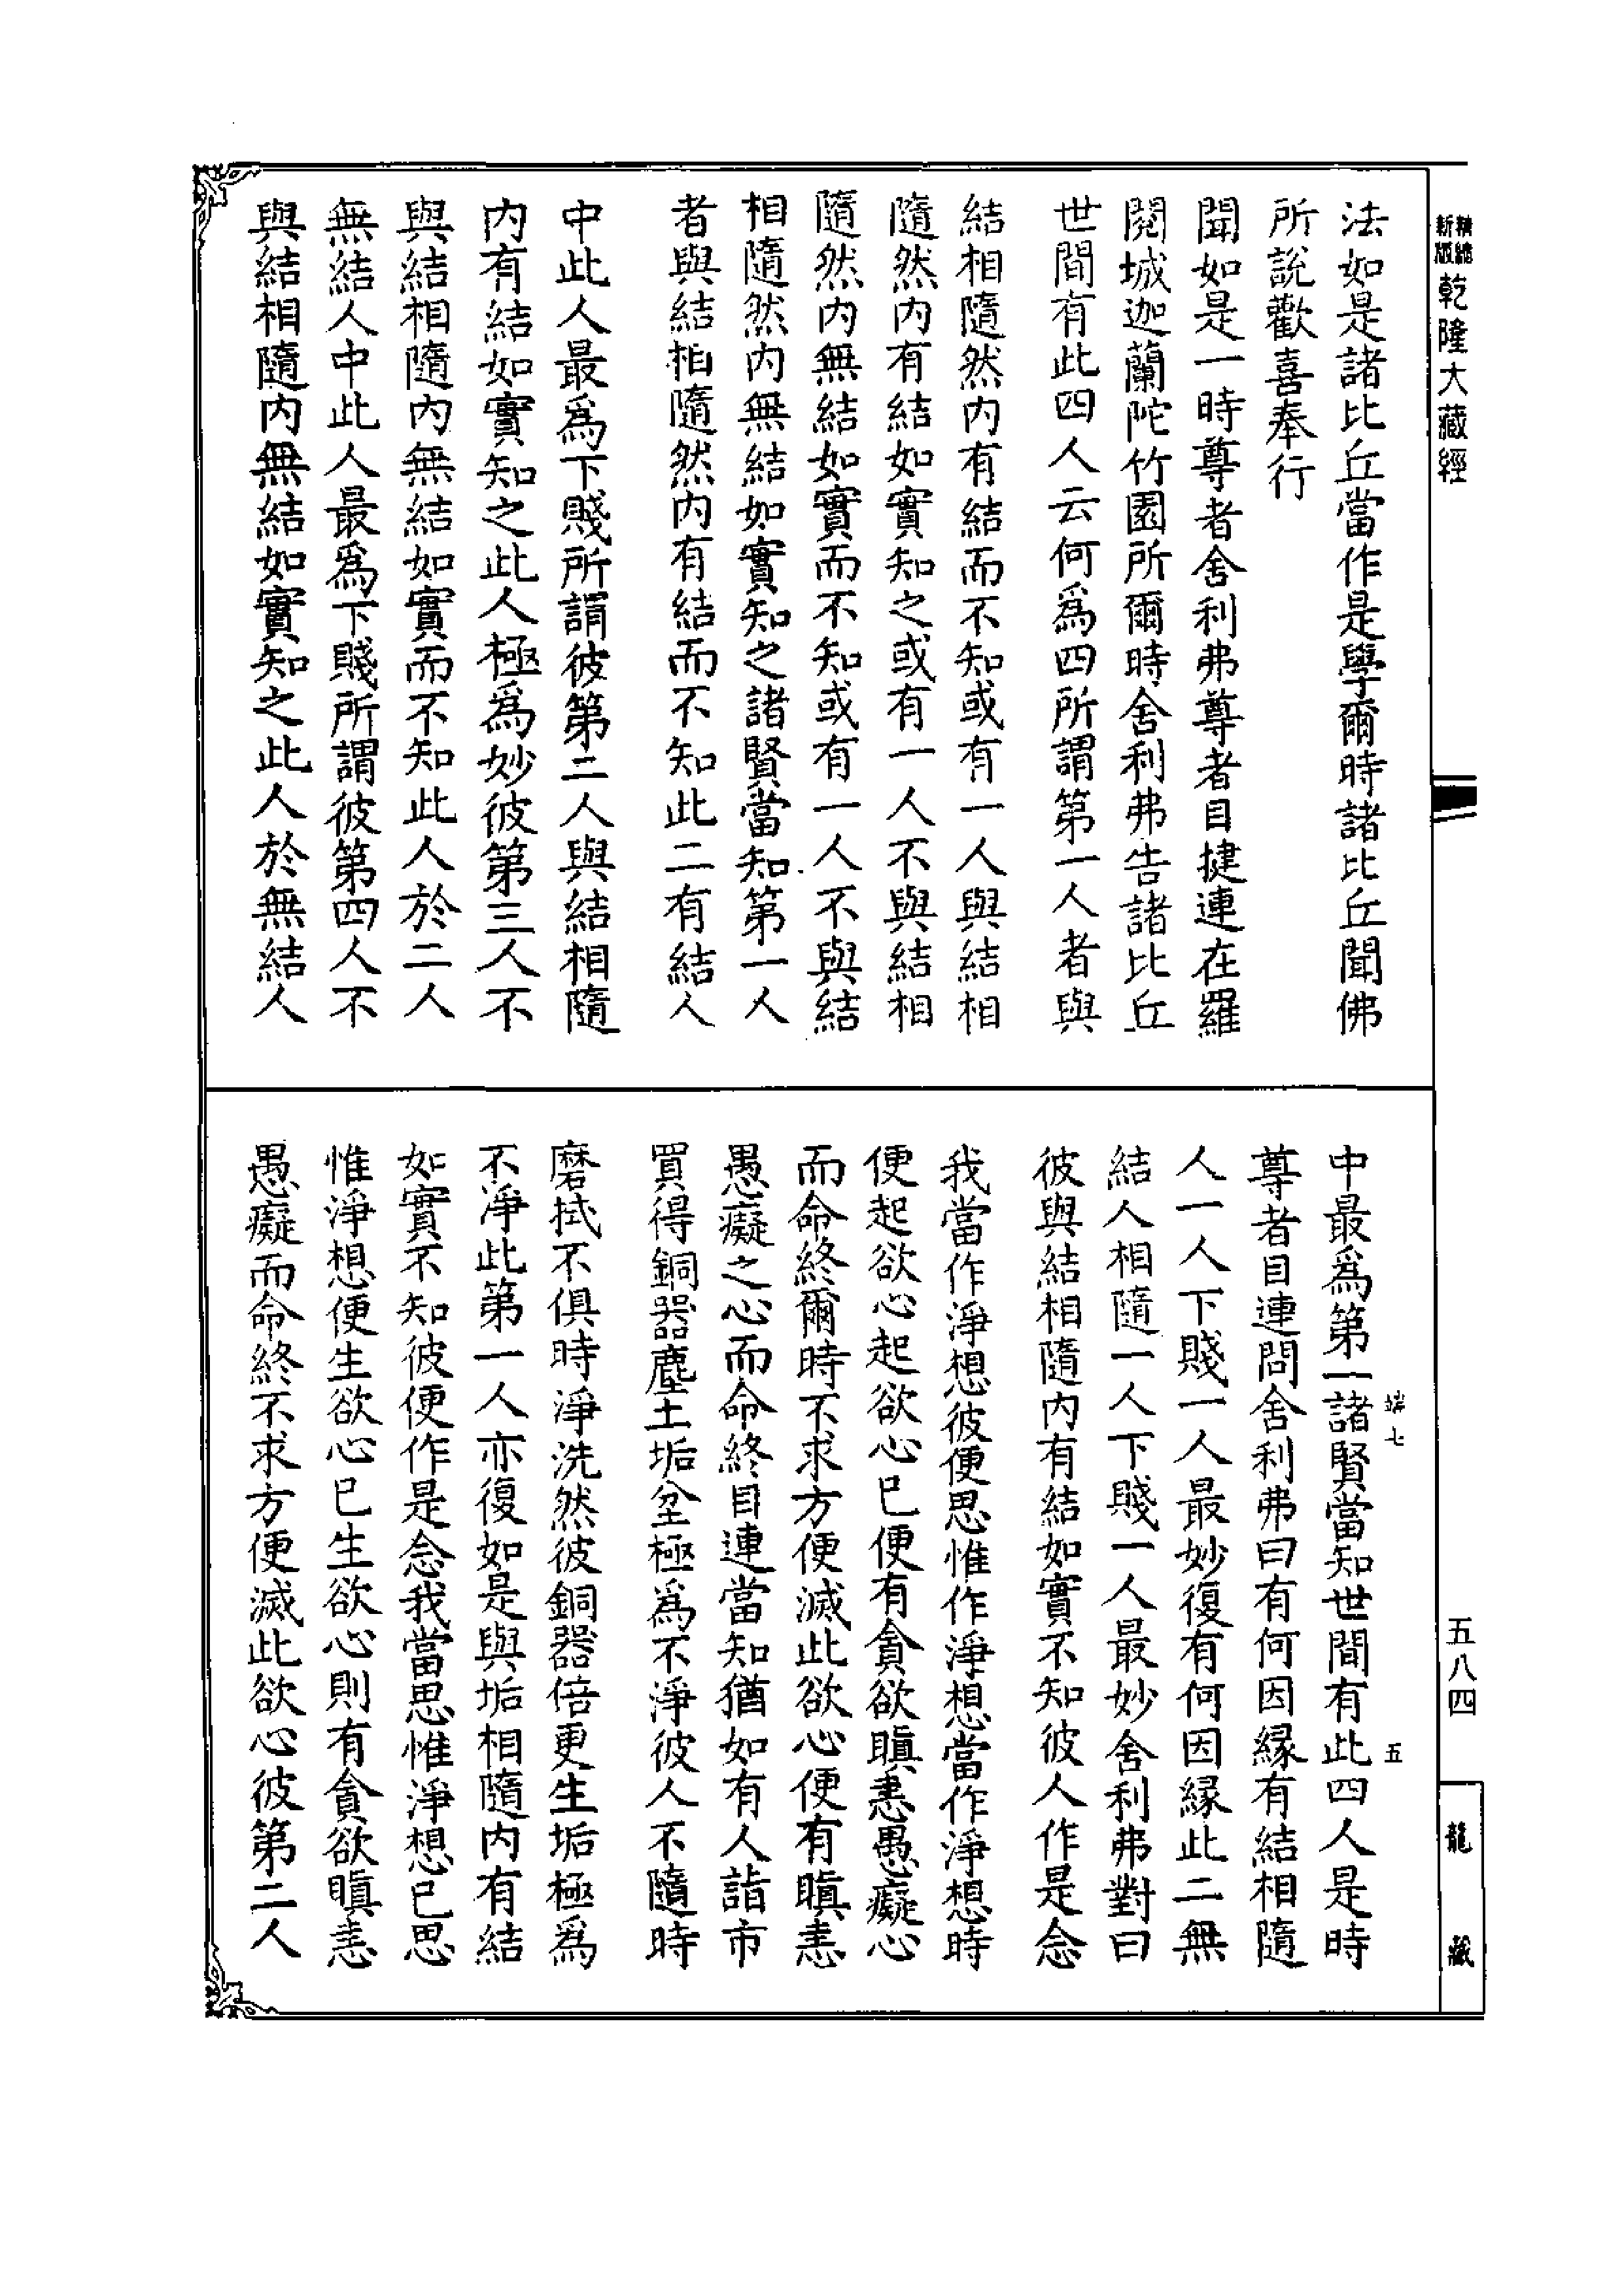 新版精縮乾隆大藏經
法如是諸比丘當作是學爾時諸比丘聞佛
所說歡喜奉行
聞如是一時尊者舍利弗尊者目揵連在羅
閱城迦蘭陀竹園所爾時舍利弗告諸比丘
世間有此四人云何為四所謂第一人者與
結相隨然內有結而不知或有一人與結相
隨然內有結如實知之或有一人不與結相
隨然內無結如實而不知或有一人不與結
相隨然內無結如實知之諸賢當知第一人
者與結相隨然內有結而不知此二有結人
中此人最為下賤所謂彼第二人與結相隨
內有結如實知之此人極為妙彼第三人不
與結相隨內無結如實而不知此人於二人
無結人中此人最為下賤所謂彼第四人不
與結相隨內無結如實知之此人於無結人
端七
五
中最為第一諸賢當知世間有此四人是時
尊者目連問舍利弗曰有何因緣有結相隨
人一人下賤一人最妙復有何因緣此二無
結人相隨一人下賤一人最妙舍利弗對曰
彼與結相隨內有結如實不知彼人作是念
我當作淨想彼便思惟作淨想當作淨想時
便起欲心起欲心已便有貪欲瞋恚愚癡心
而命終爾時不求方便滅此欲心便有瞋恚
愚癡之心而命終目連當知猶如有人詣市
買得銅器塵土垢坌極為不淨彼人不隨時
磨拭不俱時淨洗然彼銅器倍更生垢極為
不淨此第一人亦復如是與垢相隨內有結
如實不知彼便作是念我當思惟淨想已思
惟淨想便生欲心已生欲心則有貪欲瞋恚
愚癡而命終不求方便滅此欲心彼第二人
五八四
龍藏